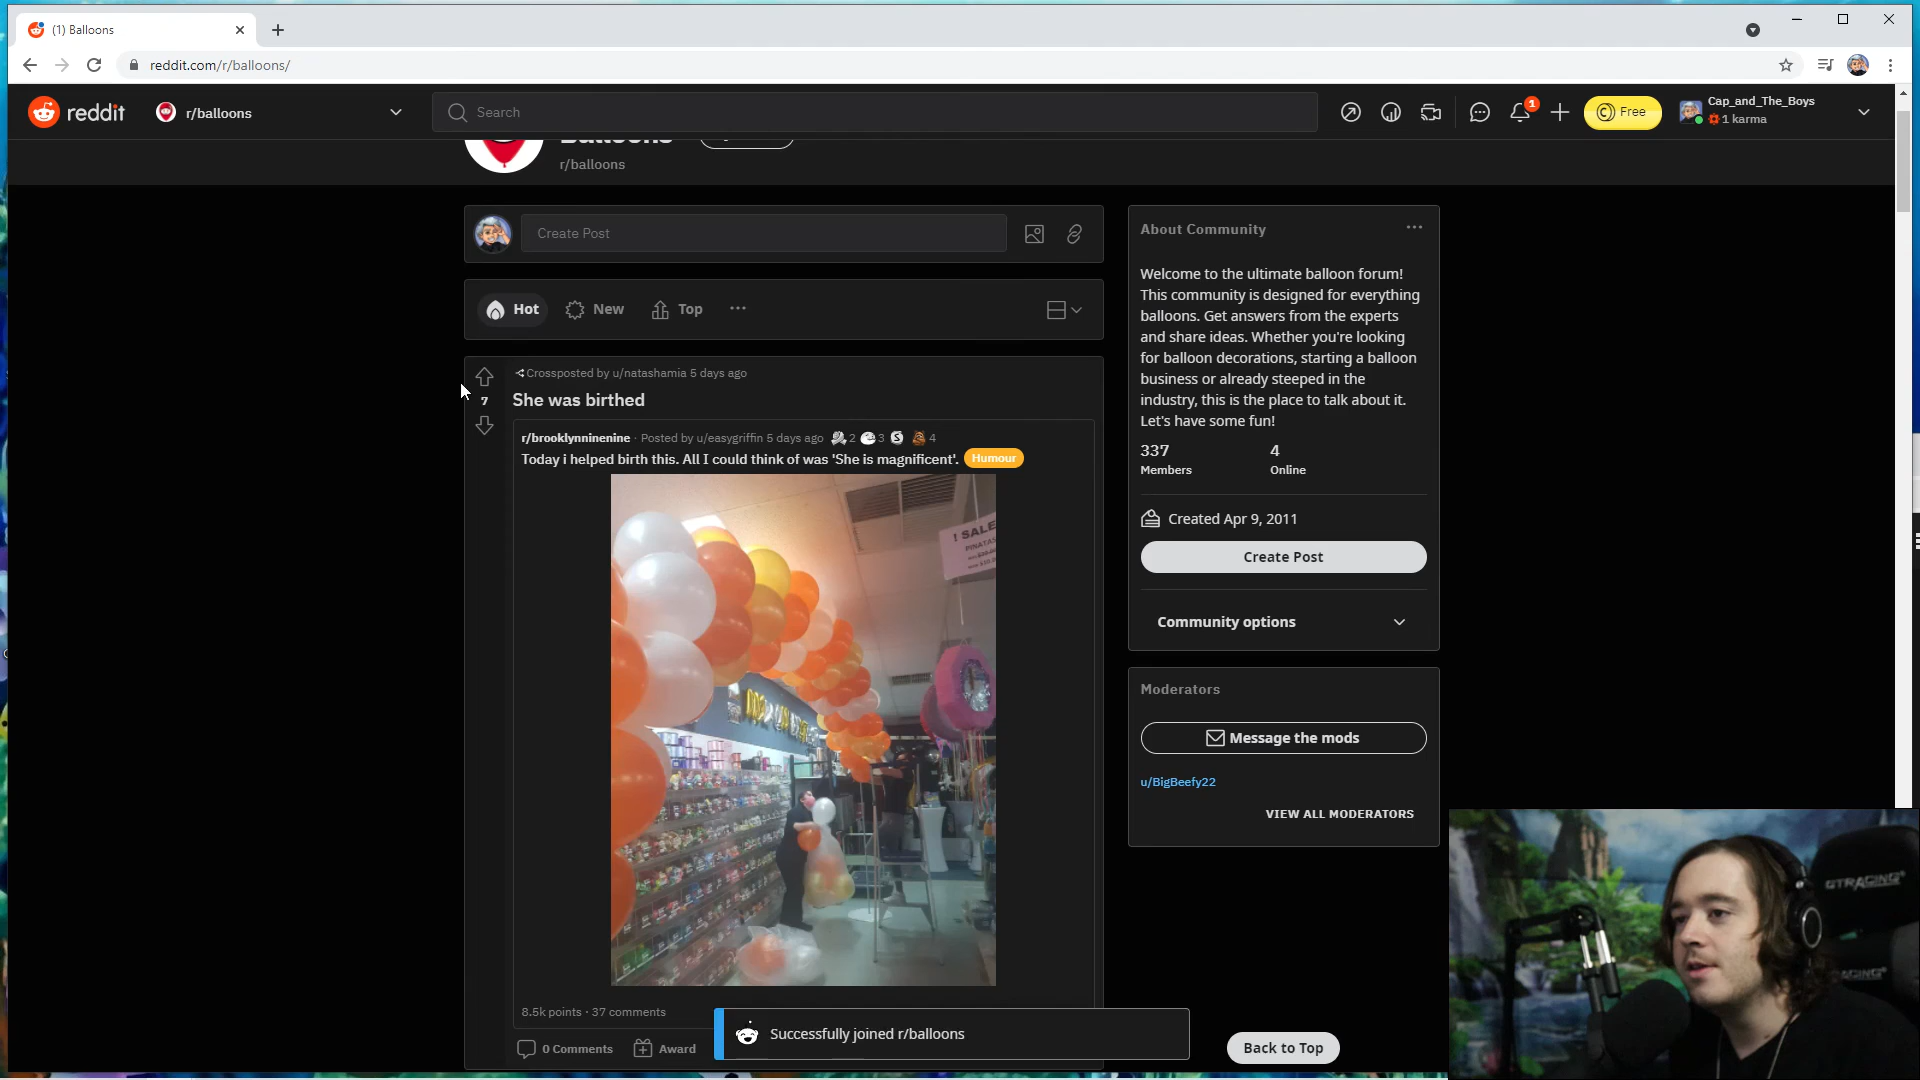 (1) Balloons
reddit.com/r/balloons/
reddit
r/balloons
Search
1
Free
Cap_and_The_Boys
1 karma
Balloons
r/balloons
Create Post
Hot
New
Top
Crossposted by u/natashamia 5 days ago
7
She was birthed
r/brooklynninenine · Posted by u/easygriffin 5 days ago 2 3 S 4
Today i helped birth this. All I could think of was 'She is magnificent'. Humour
! SALE
PINATAS
8.5k points · 37 comments
0 Comments
Award
Successfully joined r/balloons
Back to Top
About Community
Welcome to the ultimate balloon forum!
This community is designed for everything
balloons. Get answers from the experts
and share ideas. Whether you're looking
for balloon decorations, starting a balloon
business or already steeped in the
industry, this is the place to talk about it.
Let's have some fun!
337
Members
4
Online
Created Apr 9, 2011
Create Post
Community options
Moderators
Message the mods
u/BigBeefy22
VIEW ALL MODERATORS
GTRACING